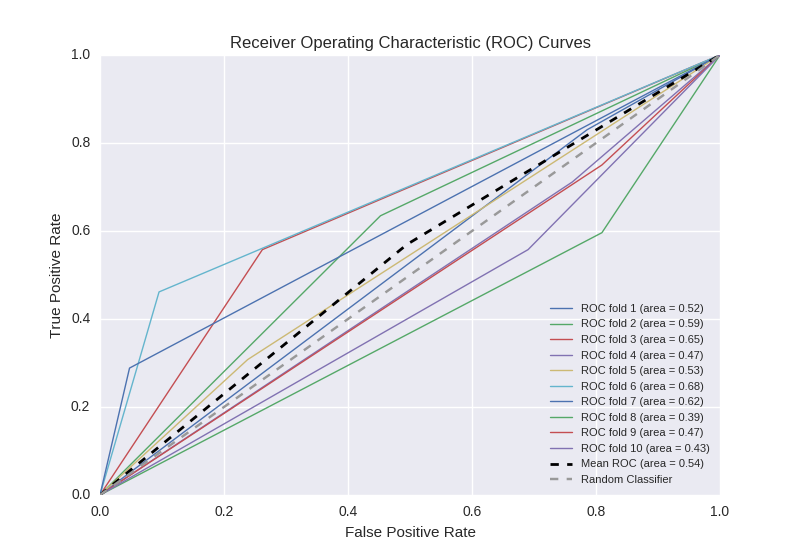 Receiver Operating Characteristic (ROC) Curves
1.0
0.8
0.6
0.4
0.2
0.0
True Positive Rate
ROC fold 1 (area = 0.52)
ROC fold 2 (area = 0.59)
ROC fold 3 (area = 0.65)
ROC fold 4 (area = 0.47)
ROC fold 5 (area = 0.53)
ROC fold 6 (area = 0.68)
ROC fold 7 (area = 0.62)
ROC fold 8 (area = 0.39)
ROC fold 9 (area = 0.47)
ROC fold 10 (area = 0.43)
Mean ROC (area = 0.54)
Random Classifier
0.0 0.2 0.4 0.6 0.8 1.0
False Positive Rate